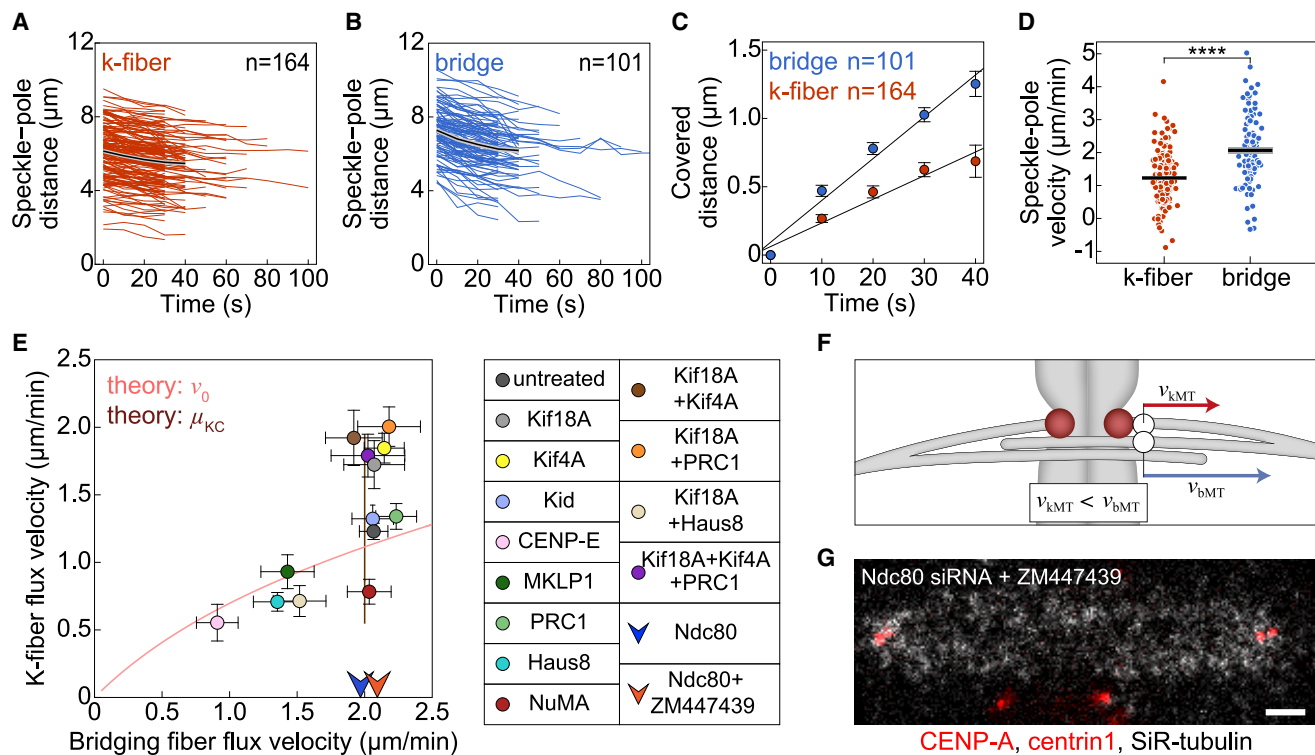 A
12
k-fiber
n=164
8
4
0
Speckle–pole
distance (μm)
0 20 40 60 80 100
Time (s)
B
12
bridge
n=101
8
4
0
Speckle–pole
distance (μm)
0 20 40 60 80 100
Time (s)
C
1.5
bridge n=101
k-fiber n=164
1.0
0.5
0
Covered
distance (μm)
0 10 20 30 40
Time (s)
D
5
4
3
2
1
0
-1
****
Speckle-pole
velocity (μm/min)
k-fiber bridge
E
2.5
2.0
1.5
1.0
0.5
0
theory: v0
theory: μKC
K-fiber flux velocity (μm/min)
0 0.5 1.0 1.5 2.0 2.5
Bridging fiber flux velocity (μm/min)
untreated
Kif18A
Kif4A
Kid
CENP-E
MKLP1
PRC1
Haus8
NuMA
Kif18A
+Kif4A
Kif18A
+PRC1
Kif18A
+Haus8
Kif18A+Kif4A
+PRC1
Ndc80
Ndc80+
ZM447439
F
vkMT
vbMT
vkMT < vbMT
G
Ndc80 siRNA + ZM447439
CENP-A, centrin1, SiR-tubulin